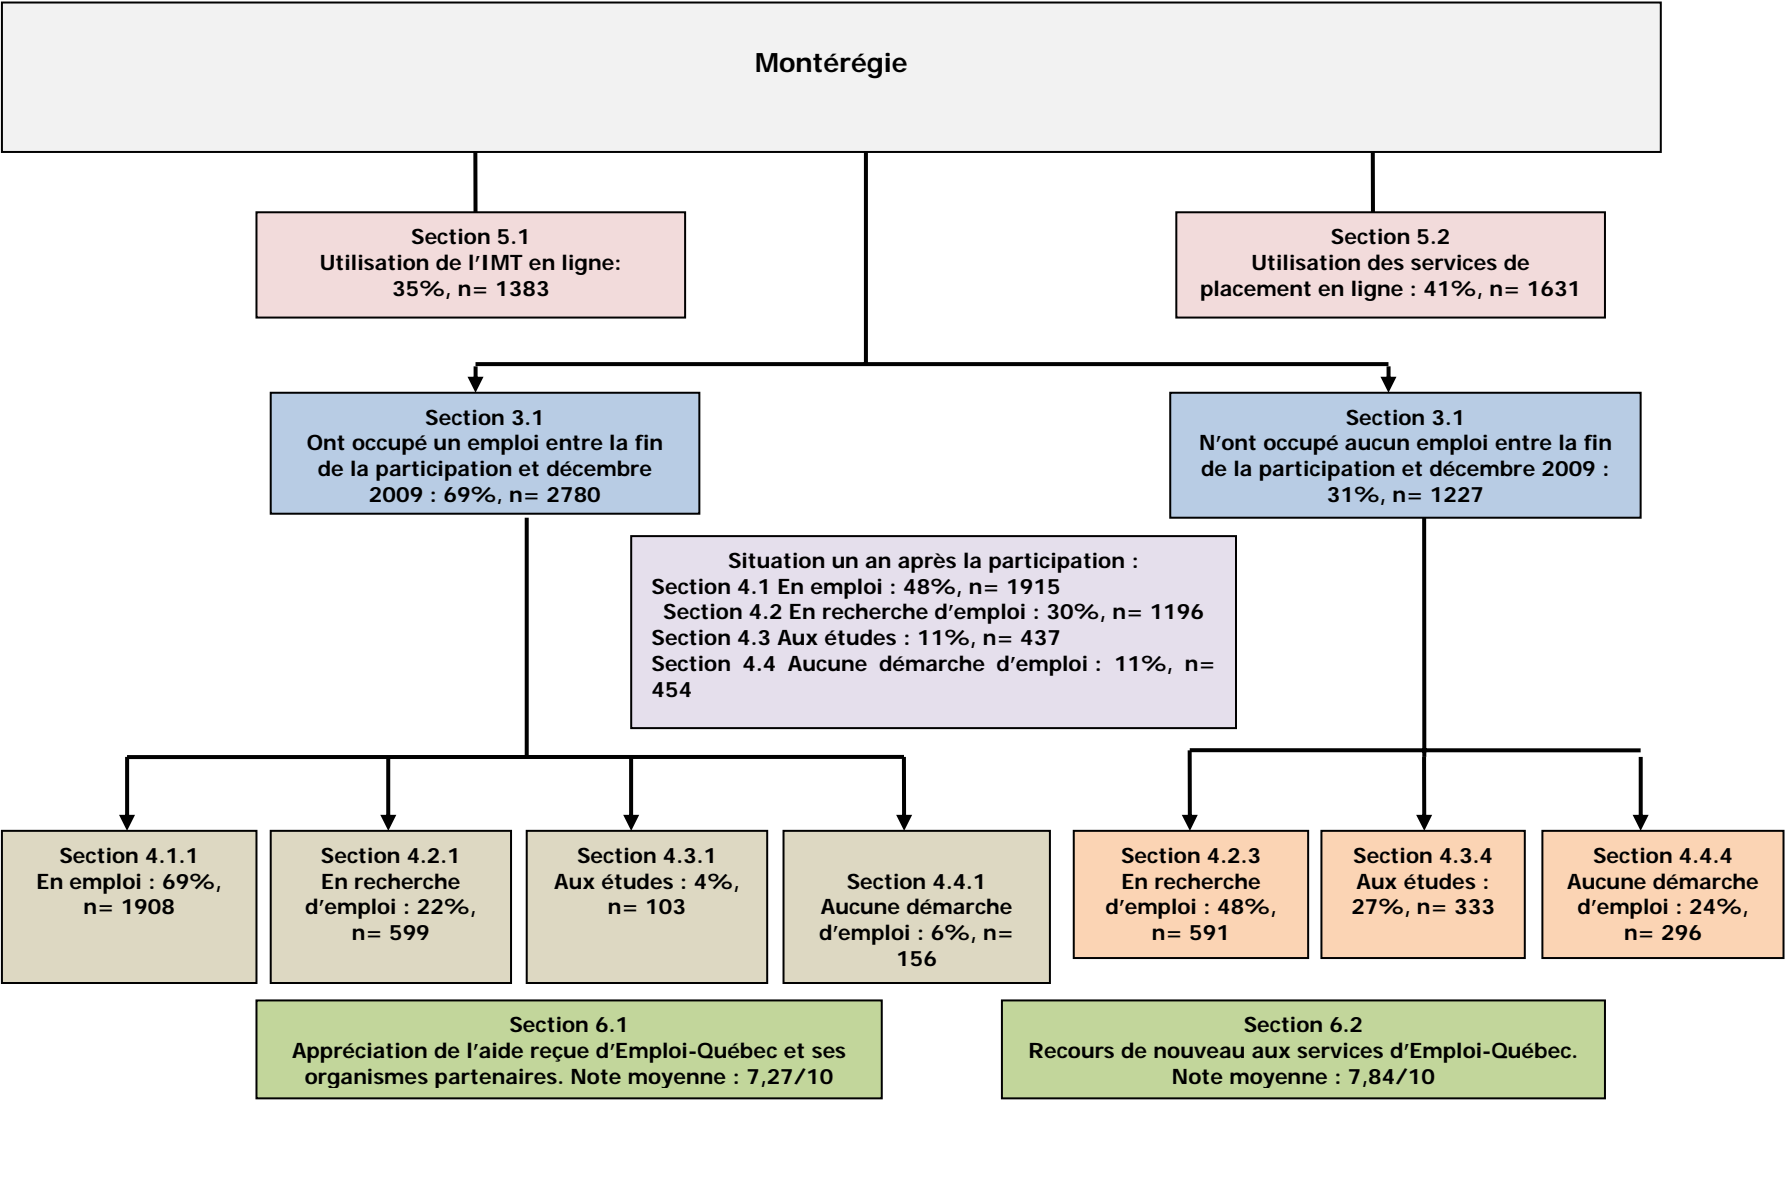 Montérégie
Section 5.1
Utilisation de l'IMT en ligne:
35%, n= 1383
Section 5.2
Utilisation des services de
placement en ligne : 41%, n= 1631
Section 3.1
Ont occupé un emploi entre la fin
de la participation et décembre
2009 : 69%, n= 2780
Section 3.1
N'ont occupé aucun emploi entre la fin
de la participation et décembre 2009 :
31%, n= 1227
Situation un an après la participation :
Section 4.1 En emploi : 48%, n= 1915
Section 4.2 En recherche d'emploi : 30%, n= 1196
Section 4.3 Aux études : 11%, n= 437
Section 4.4 Aucune démarche d'emploi : 11%, n=
454
Section 4.1.1
En emploi : 69%,
n= 1908
Section 4.2.1
En recherche
d'emploi : 22%,
n= 599
Section 4.3.1
Aux études : 4%,
n= 103
Section 4.4.1
Aucune démarche
d'emploi : 6%, n=
156
Section 4.2.3
En recherche
d'emploi : 48%,
n= 591
Section 4.3.4
Aux études :
27%, n= 333
Section 4.4.4
Aucune démarche
d'emploi : 24%,
n= 296
Section 6.1
Appréciation de l'aide reçue d'Emploi-Québec et ses
organismes partenaires. Note moyenne : 7,27/10
Section 6.2
Recours de nouveau aux services d'Emploi-Québec.
Note moyenne : 7,84/10